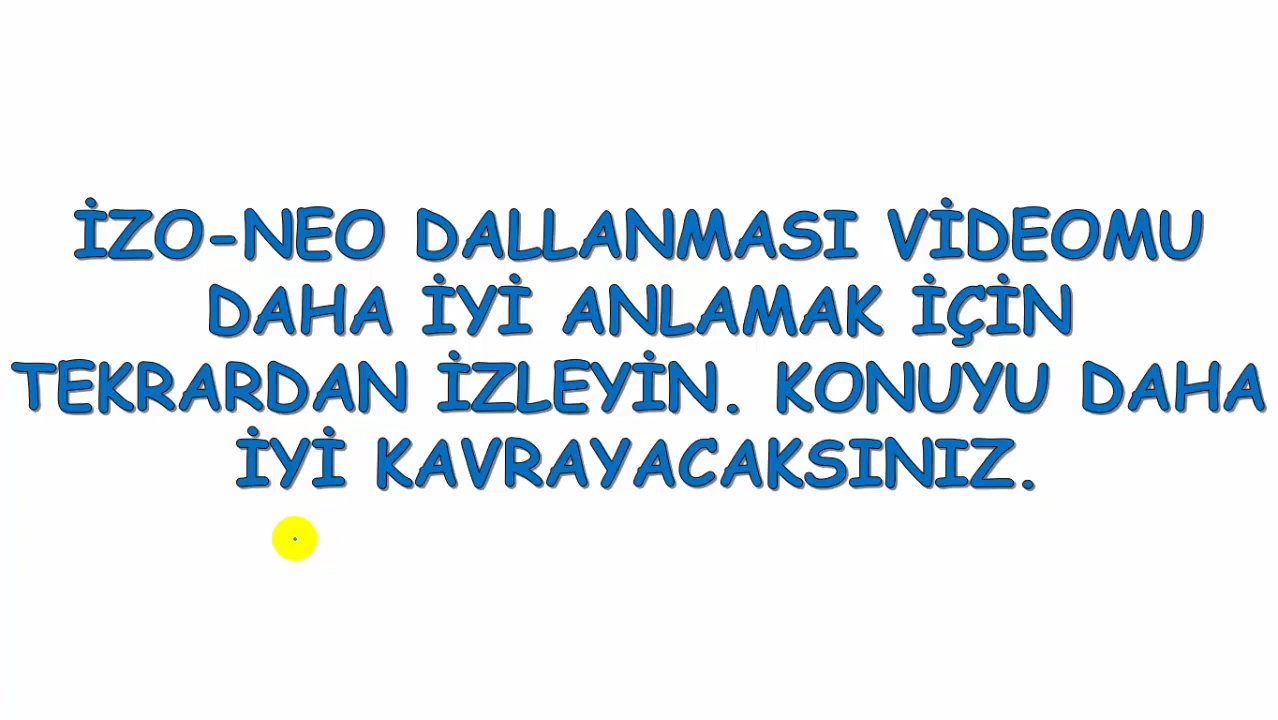 İZO-NEO DALLANMASI VİDEOMU
DAHA İYİ ANLAMAK İÇİN
TEKRARDAN İZLEYİN. KONUYU DAHA
İYİ KAVRAYACAKSINIZ.